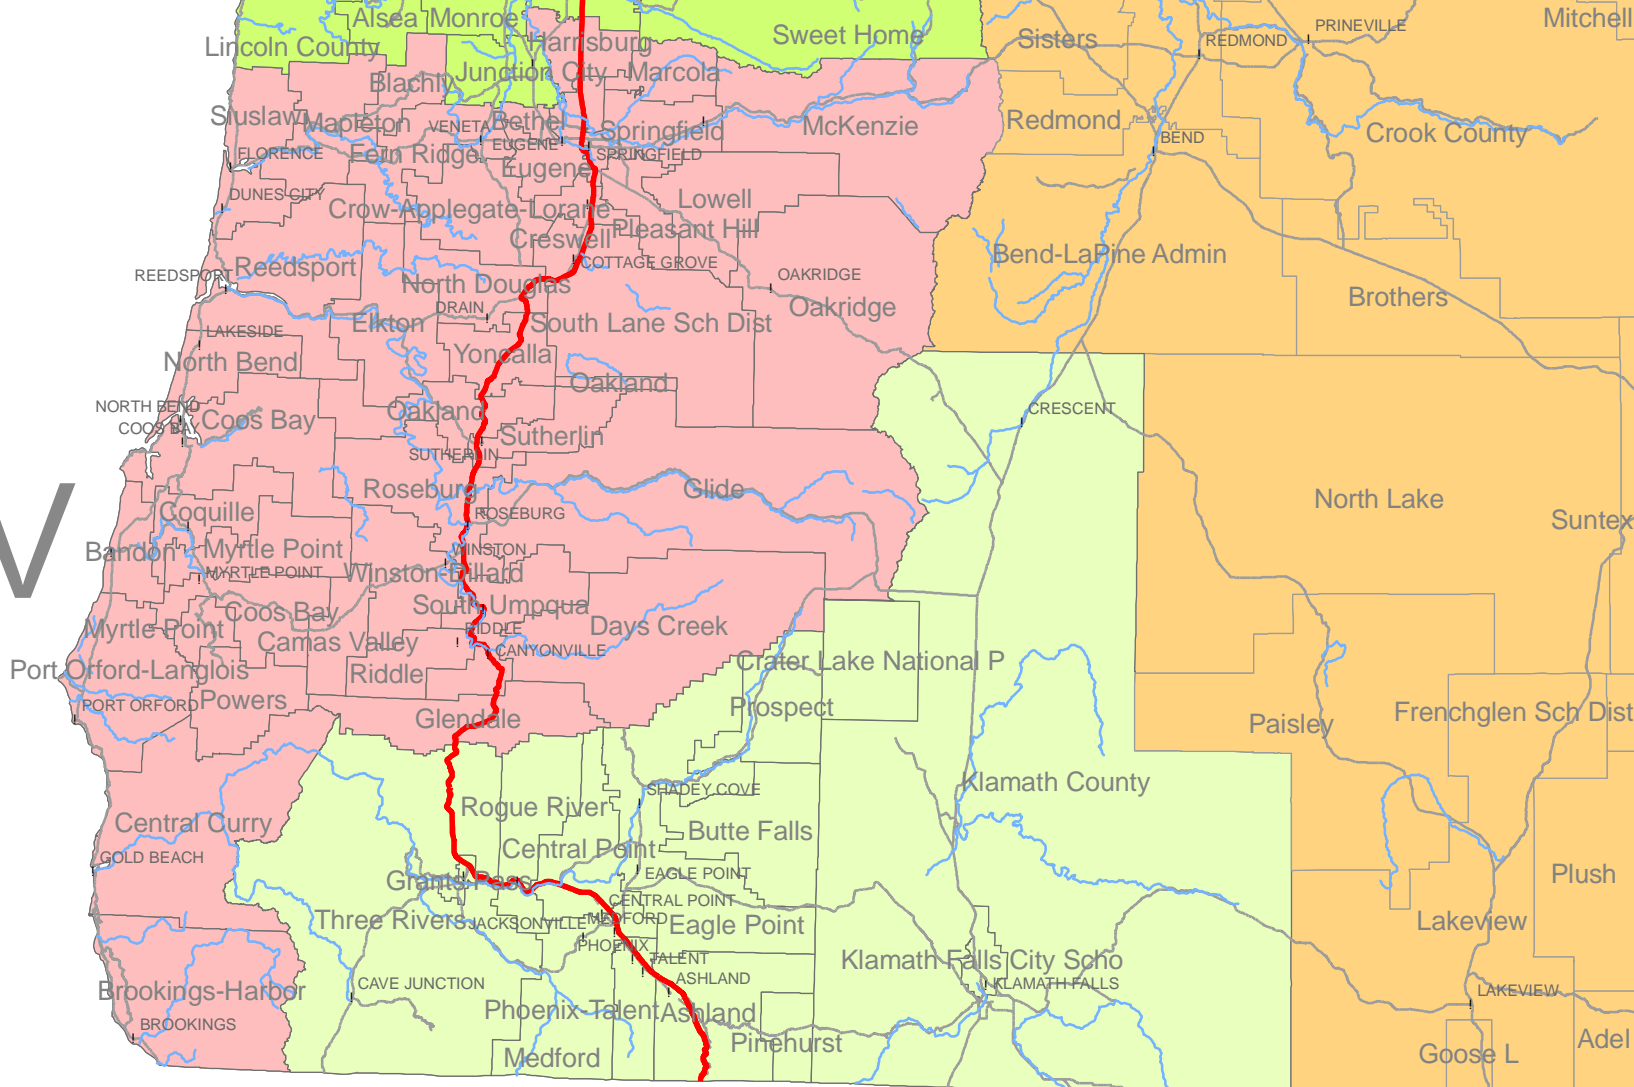 Alsea
Monroe
Mitchell
PRINEVILLE
Sweet Home
Sisters
REDMOND
Lincoln County
Harrisburg
Junction City
Marcola
Blachly
Siuslaw
Mapleton
VENETA
Bethel
Springfield
McKenzie
Redmond
BEND
Crook County
FLORENCE
Fern Ridge
EUGENE
SPRINGFIELD
Eugene
DUNES CITY
Crow-Applegate-Lorane
Lowell
Creswell
Pleasant Hill
Bend-LaPine Admin
REEDSPORT
Reedsport
COTTAGE GROVE
OAKRIDGE
North Douglas
Oakridge
Brothers
DRAIN
LAKESIDE
Elkton
South Lane Sch Dist
North Bend
Yoncalla
Oakland
NORTH BEND
COOS BAY
Coos Bay
Oakland
CRESCENT
Sutherlin
SUTHERLIN
V
Roseburg
Glide
North Lake
Coquille
ROSEBURG
Suntex
Bandon
Myrtle Point
WINSTON
MYRTLE POINT
Winston-Dillard
Coos Bay
South Umpqua
Myrtle Point
Camas Valley
RIDDLE
Days Creek
CANYONVILLE
Port Orford-Langlois
Riddle
Crater Lake National P
PORT ORFORD
Powers
Glendale
Prospect
Paisley
Frenchglen Sch Dist
Klamath County
SHADEY COVE
Rogue River
Central Curry
Butte Falls
GOLD BEACH
Central Point
EAGLE POINT
Plush
Grants Pass
CENTRAL POINT
Three Rivers
JACKSONVILLE
MEDFORD
Eagle Point
Lakeview
PHOENIX
TALENT
Klamath Falls City Scho
ASHLAND
CAVE JUNCTION
KLAMATH FALLS
Brookings-Harbor
LAKEVIEW
BROOKINGS
Phoenix-Talent
Ashland
Pinehurst
Medford
Goose L
Adel